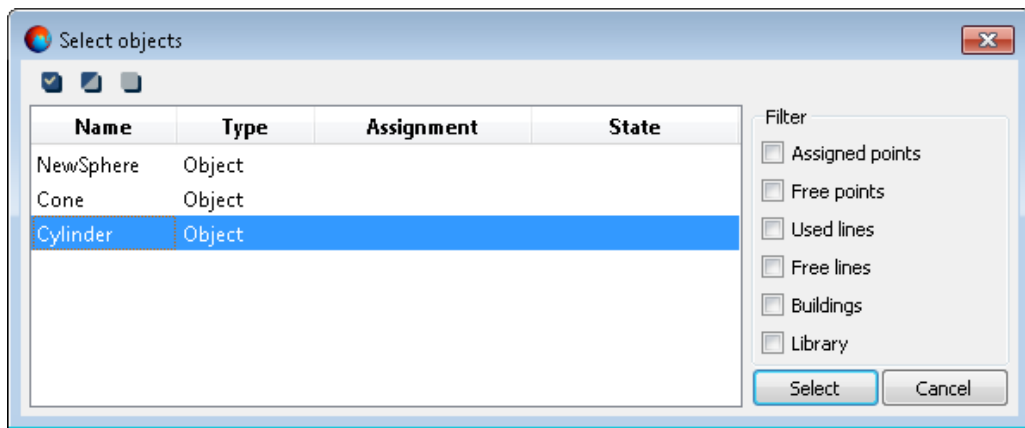 Select objects
Name Type Assignment State
NewSphere Object
Cone Object
Cylinder Object
Filter
Assigned points
Free points
Used lines
Free lines
Buildings
Library
Select Cancel